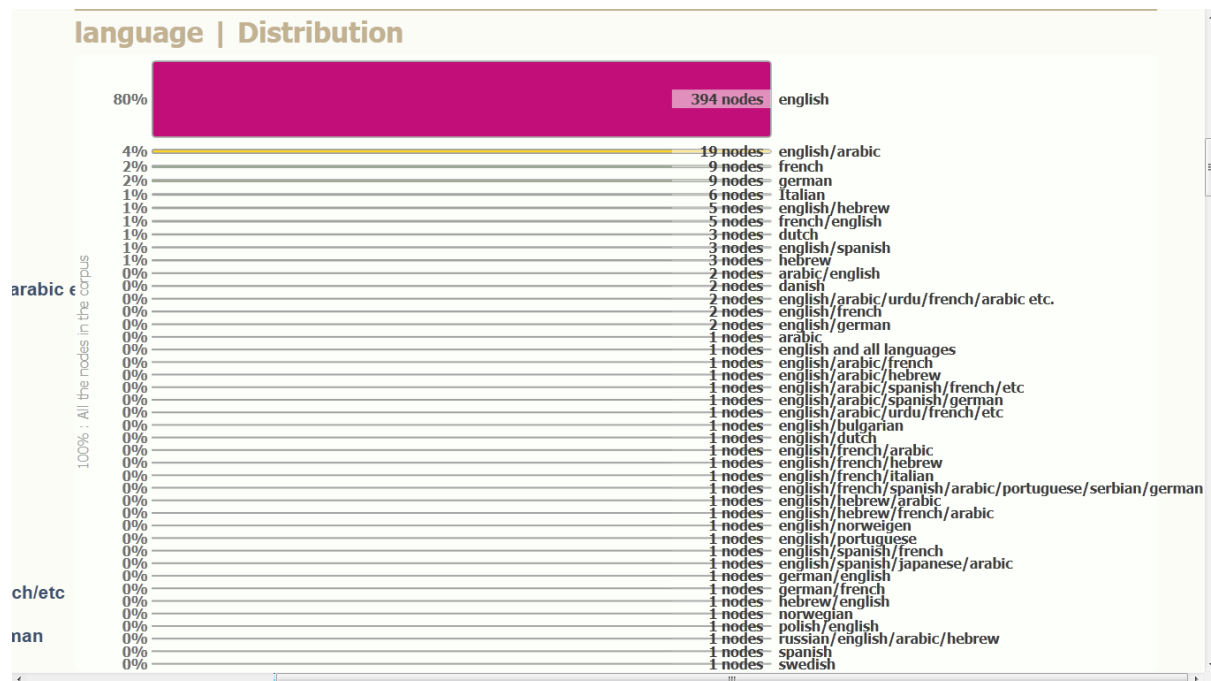 language | Distribution
80% 394 nodes english
4% 19 nodes english/arabic
2% 9 nodes french
2% 9 nodes german
1% 6 nodes Italian
1% 5 nodes english/hebrew
1% 5 nodes french/english
1% 3 nodes dutch
1% 3 nodes english/spanish
1% 3 nodes hebrew
0% 2 nodes arabic/english
0% 2 nodes danish
0% 2 nodes english/arabic/urdu/french/arabic etc.
0% 2 nodes english/french
0% 2 nodes english/german
0% 1 nodes arabic
0% 1 nodes english and all languages
0% 1 nodes english/arabic/french
0% 1 nodes english/arabic/hebrew
0% 1 nodes english/arabic/spanish/french/etc
0% 1 nodes english/arabic/spanish/german
0% 1 nodes english/arabic/urdu/french/etc
0% 1 nodes english/bulgarian
0% 1 nodes english/dutch
0% 1 nodes english/french/arabic
0% 1 nodes english/french/hebrew
0% 1 nodes english/french/italian
0% 1 nodes english/french/spanish/arabic/portuguese/serbian/german
0% 1 nodes english/hebrew/arabic
0% 1 nodes english/hebrew/french/arabic
0% 1 nodes english/norweigen
0% 1 nodes english/portuguese
0% 1 nodes english/spanish/french
0% 1 nodes english/spanish/japanese/arabic
0% 1 nodes german/english
0% 1 nodes german/french
0% 1 nodes hebrew/english
0% 1 nodes norwegian
0% 1 nodes polish/english
0% 1 nodes russian/english/arabic/hebrew
0% 1 nodes spanish
0% 1 nodes swedish
100% : All the nodes in the corpus
arabic e
ch/etc
man